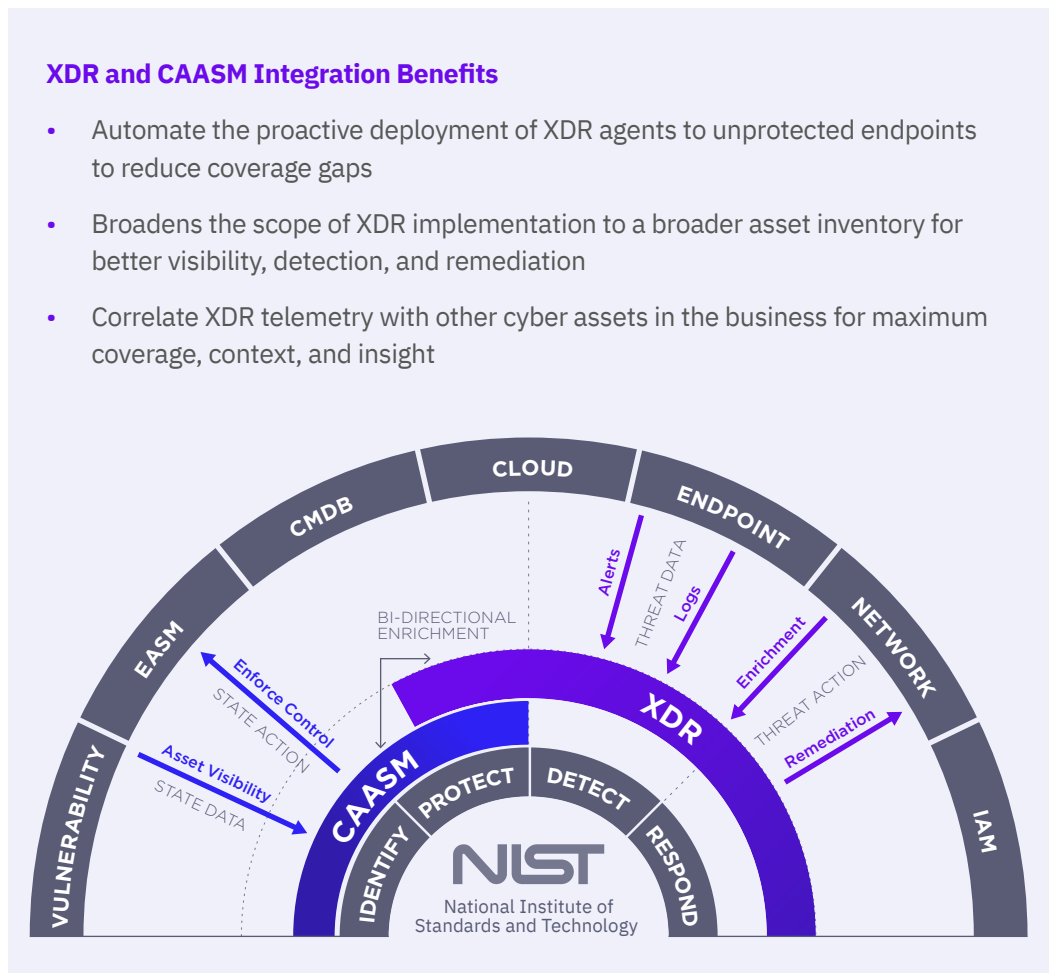 XDR and CAASM Integration Benefits
• Automate the proactive deployment of XDR agents to unprotected endpoints
to reduce coverage gaps
• Broadens the scope of XDR implementation to a broader asset inventory for
better visibility, detection, and remediation
• Correlate XDR telemetry with other cyber assets in the business for maximum
coverage, context, and insight
VULNERABILITY
EASM
CMDB
CLOUD
ENDPOINT
NETWORK
IAM
Asset Visibility
STATE DATA
Enforce Control
STATE ACTION
BI-DIRECTIONAL
ENRICHMENT
Alerts
THREAT DATA
Logs
Enrichment
THREAT ACTION
Remediation
CAASM
XDR
IDENTIFY
PROTECT
DETECT
RESPOND
NIST
National Institute of
Standards and Technology